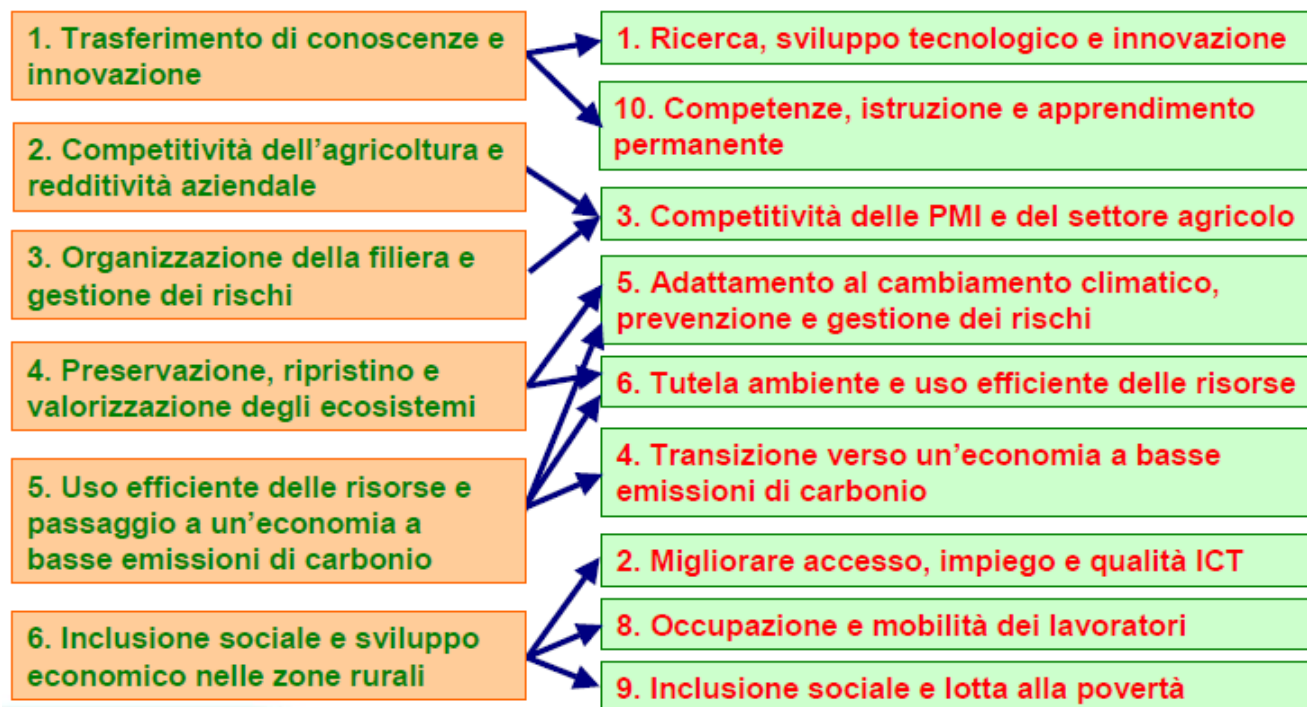 1. Trasferimento di conoscenze e
innovazione
2. Competitività dell'agricoltura e
redditività aziendale
3. Organizzazione della filiera e
gestione dei rischi
4. Preservazione, ripristino e
valorizzazione degli ecosistemi
5. Uso efficiente delle risorse e
passaggio a un'economia a
basse emissioni di carbonio
6. Inclusione sociale e sviluppo
economico nelle zone rurali
1. Ricerca, sviluppo tecnologico e innovazione
10. Competenze, istruzione e apprendimento
permanente
3. Competitività delle PMI e del settore agricolo
5. Adattamento al cambiamento climatico,
prevenzione e gestione dei rischi
6. Tutela ambiente e uso efficiente delle risorse
4. Transizione verso un'economia a basse
emissioni di carbonio
2. Migliorare accesso, impiego e qualità ICT
8. Occupazione e mobilità dei lavoratori
9. Inclusione sociale e lotta alla povertà